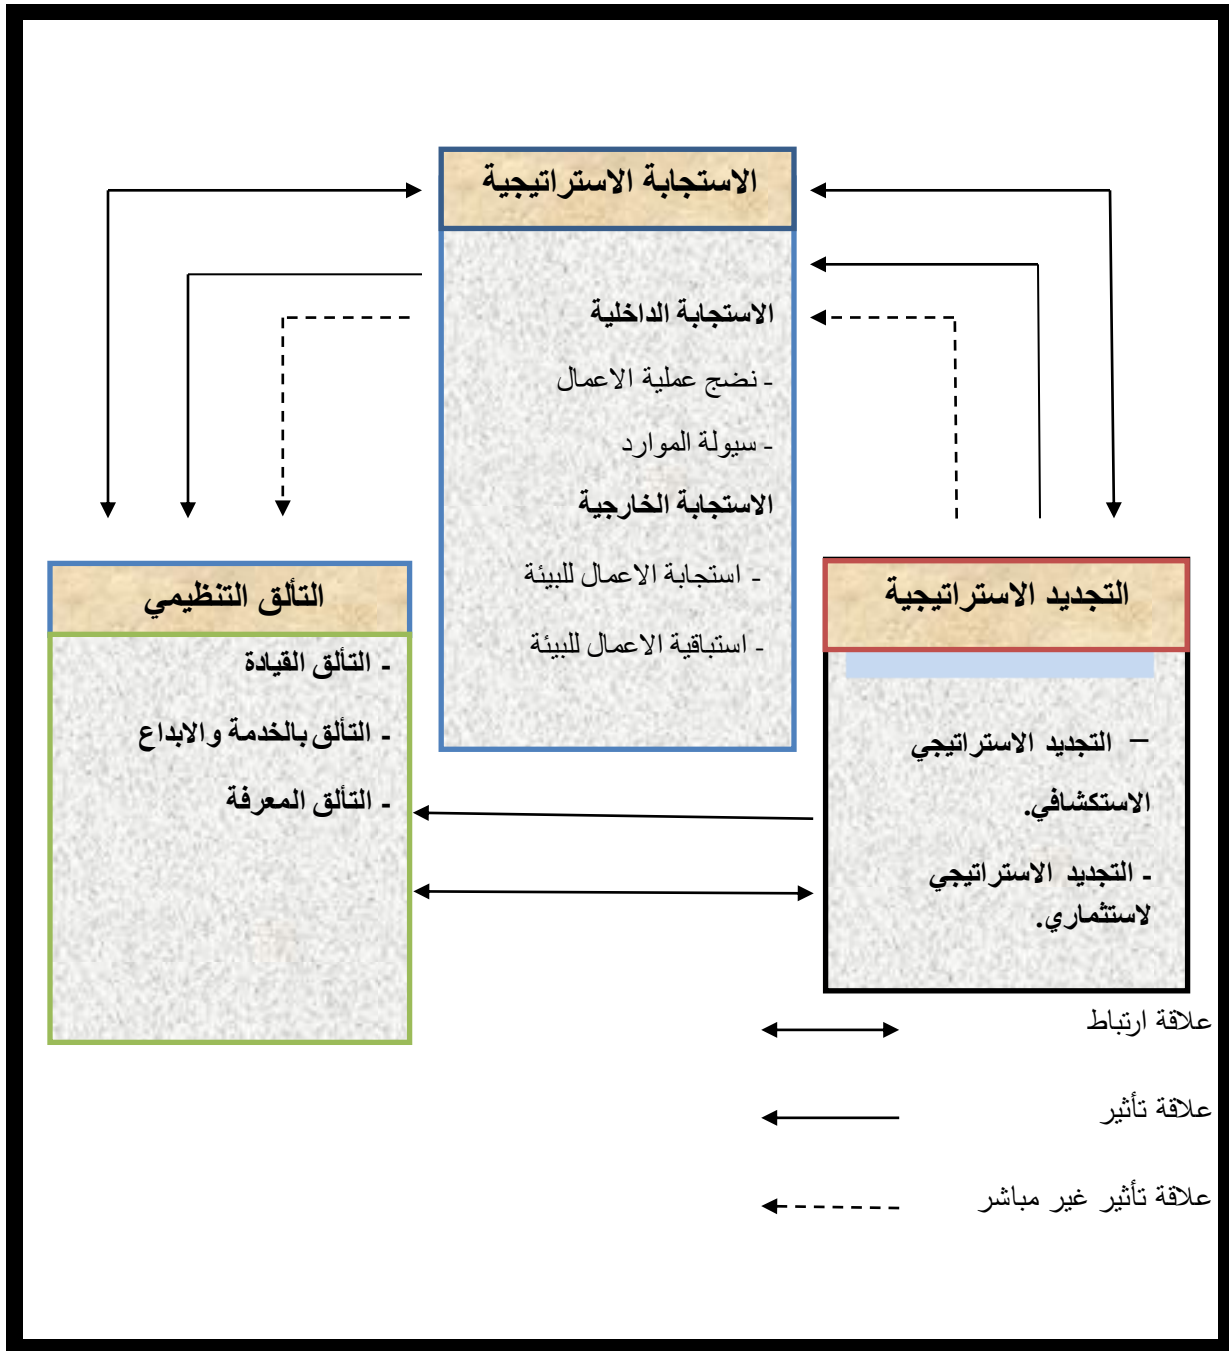 الاستجابة الاستراتيجية
الاستجابة الداخلية
- نضج عملية الاعمال
- سيولة الموارد
الاستجابة الخارجية
- استجابة الاعمال للبيئة
- استباقية الاعمال للبيئة
التجديد الاستراتيجية
– التجديد الاستراتيجي
الاستكشافي.
- التجديد الاستراتيجي
لاستثماري.
التألق التنظيمي
- التألق القيادة
- التألق بالخدمة والابداع
- التألق المعرفة
علاقة ارتباط
علاقة تأثير
علاقة تأثير غير مباشر